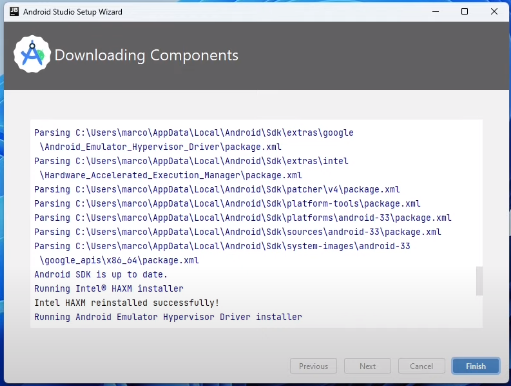 Android Studio Setup Wizard
Downloading Components
Parsing C:\Users\marco\AppData\Local\Android\Sdk\extras\google
\Android_Emulator_Hypervisor_Driver\package.xml
Parsing C:\Users\marco\AppData\Local\Android\Sdk\extras\intel
\Hardware_Accelerated_Execution_Manager\package.xml
Parsing C:\Users\marco\AppData\Local\Android\Sdk\patcher\v4\package.xml
Parsing C:\Users\marco\AppData\Local\Android\Sdk\platform-tools\package.xml
Parsing C:\Users\marco\AppData\Local\Android\Sdk\platforms\android-33\package.xml
Parsing C:\Users\marco\AppData\Local\Android\Sdk\sources\android-33\package.xml
Parsing C:\Users\marco\AppData\Local\Android\Sdk\system-images\android-33
\google_apis\x86_64\package.xml
Android SDK is up to date.
Running Intel® HAXM installer
Intel HAXM reinstalled successfully!
Running Android Emulator Hypervisor Driver installer
Previous Next Cancel Finish